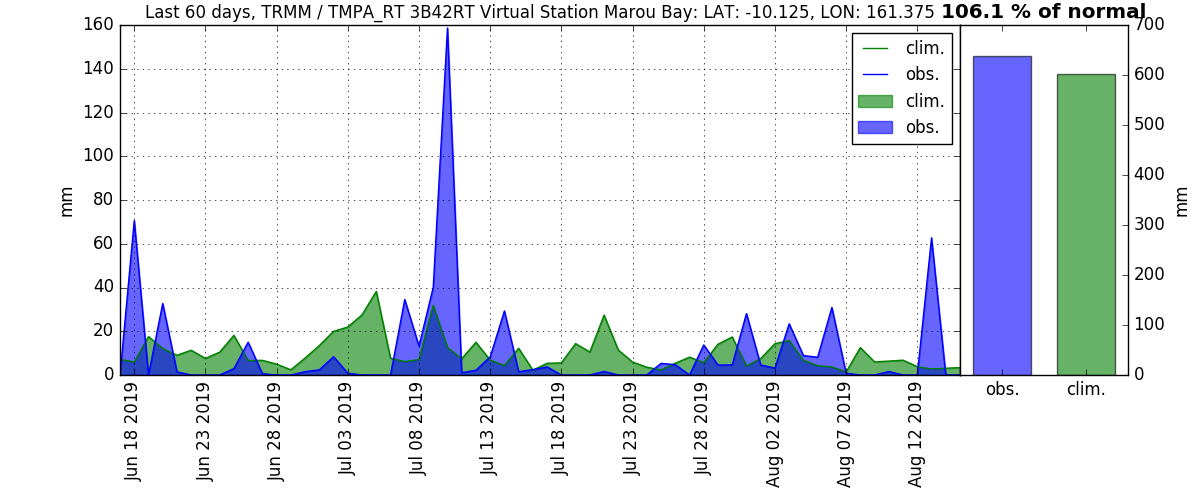 Last 60 days, TRMM / TMPA_RT 3B42RT Virtual Station Marou Bay: LAT: -10.125, LON: 161.375 106.1 % of normal
160
140
120
100
80
60
40
20
0
mm
clim.
obs.
clim.
obs.
Jun 18 2019
Jun 23 2019
Jun 28 2019
Jul 03 2019
Jul 08 2019
Jul 13 2019
Jul 18 2019
Jul 23 2019
Jul 28 2019
Aug 02 2019
Aug 07 2019
Aug 12 2019
700
600
500
400
300
200
100
0
mm
obs.
clim.